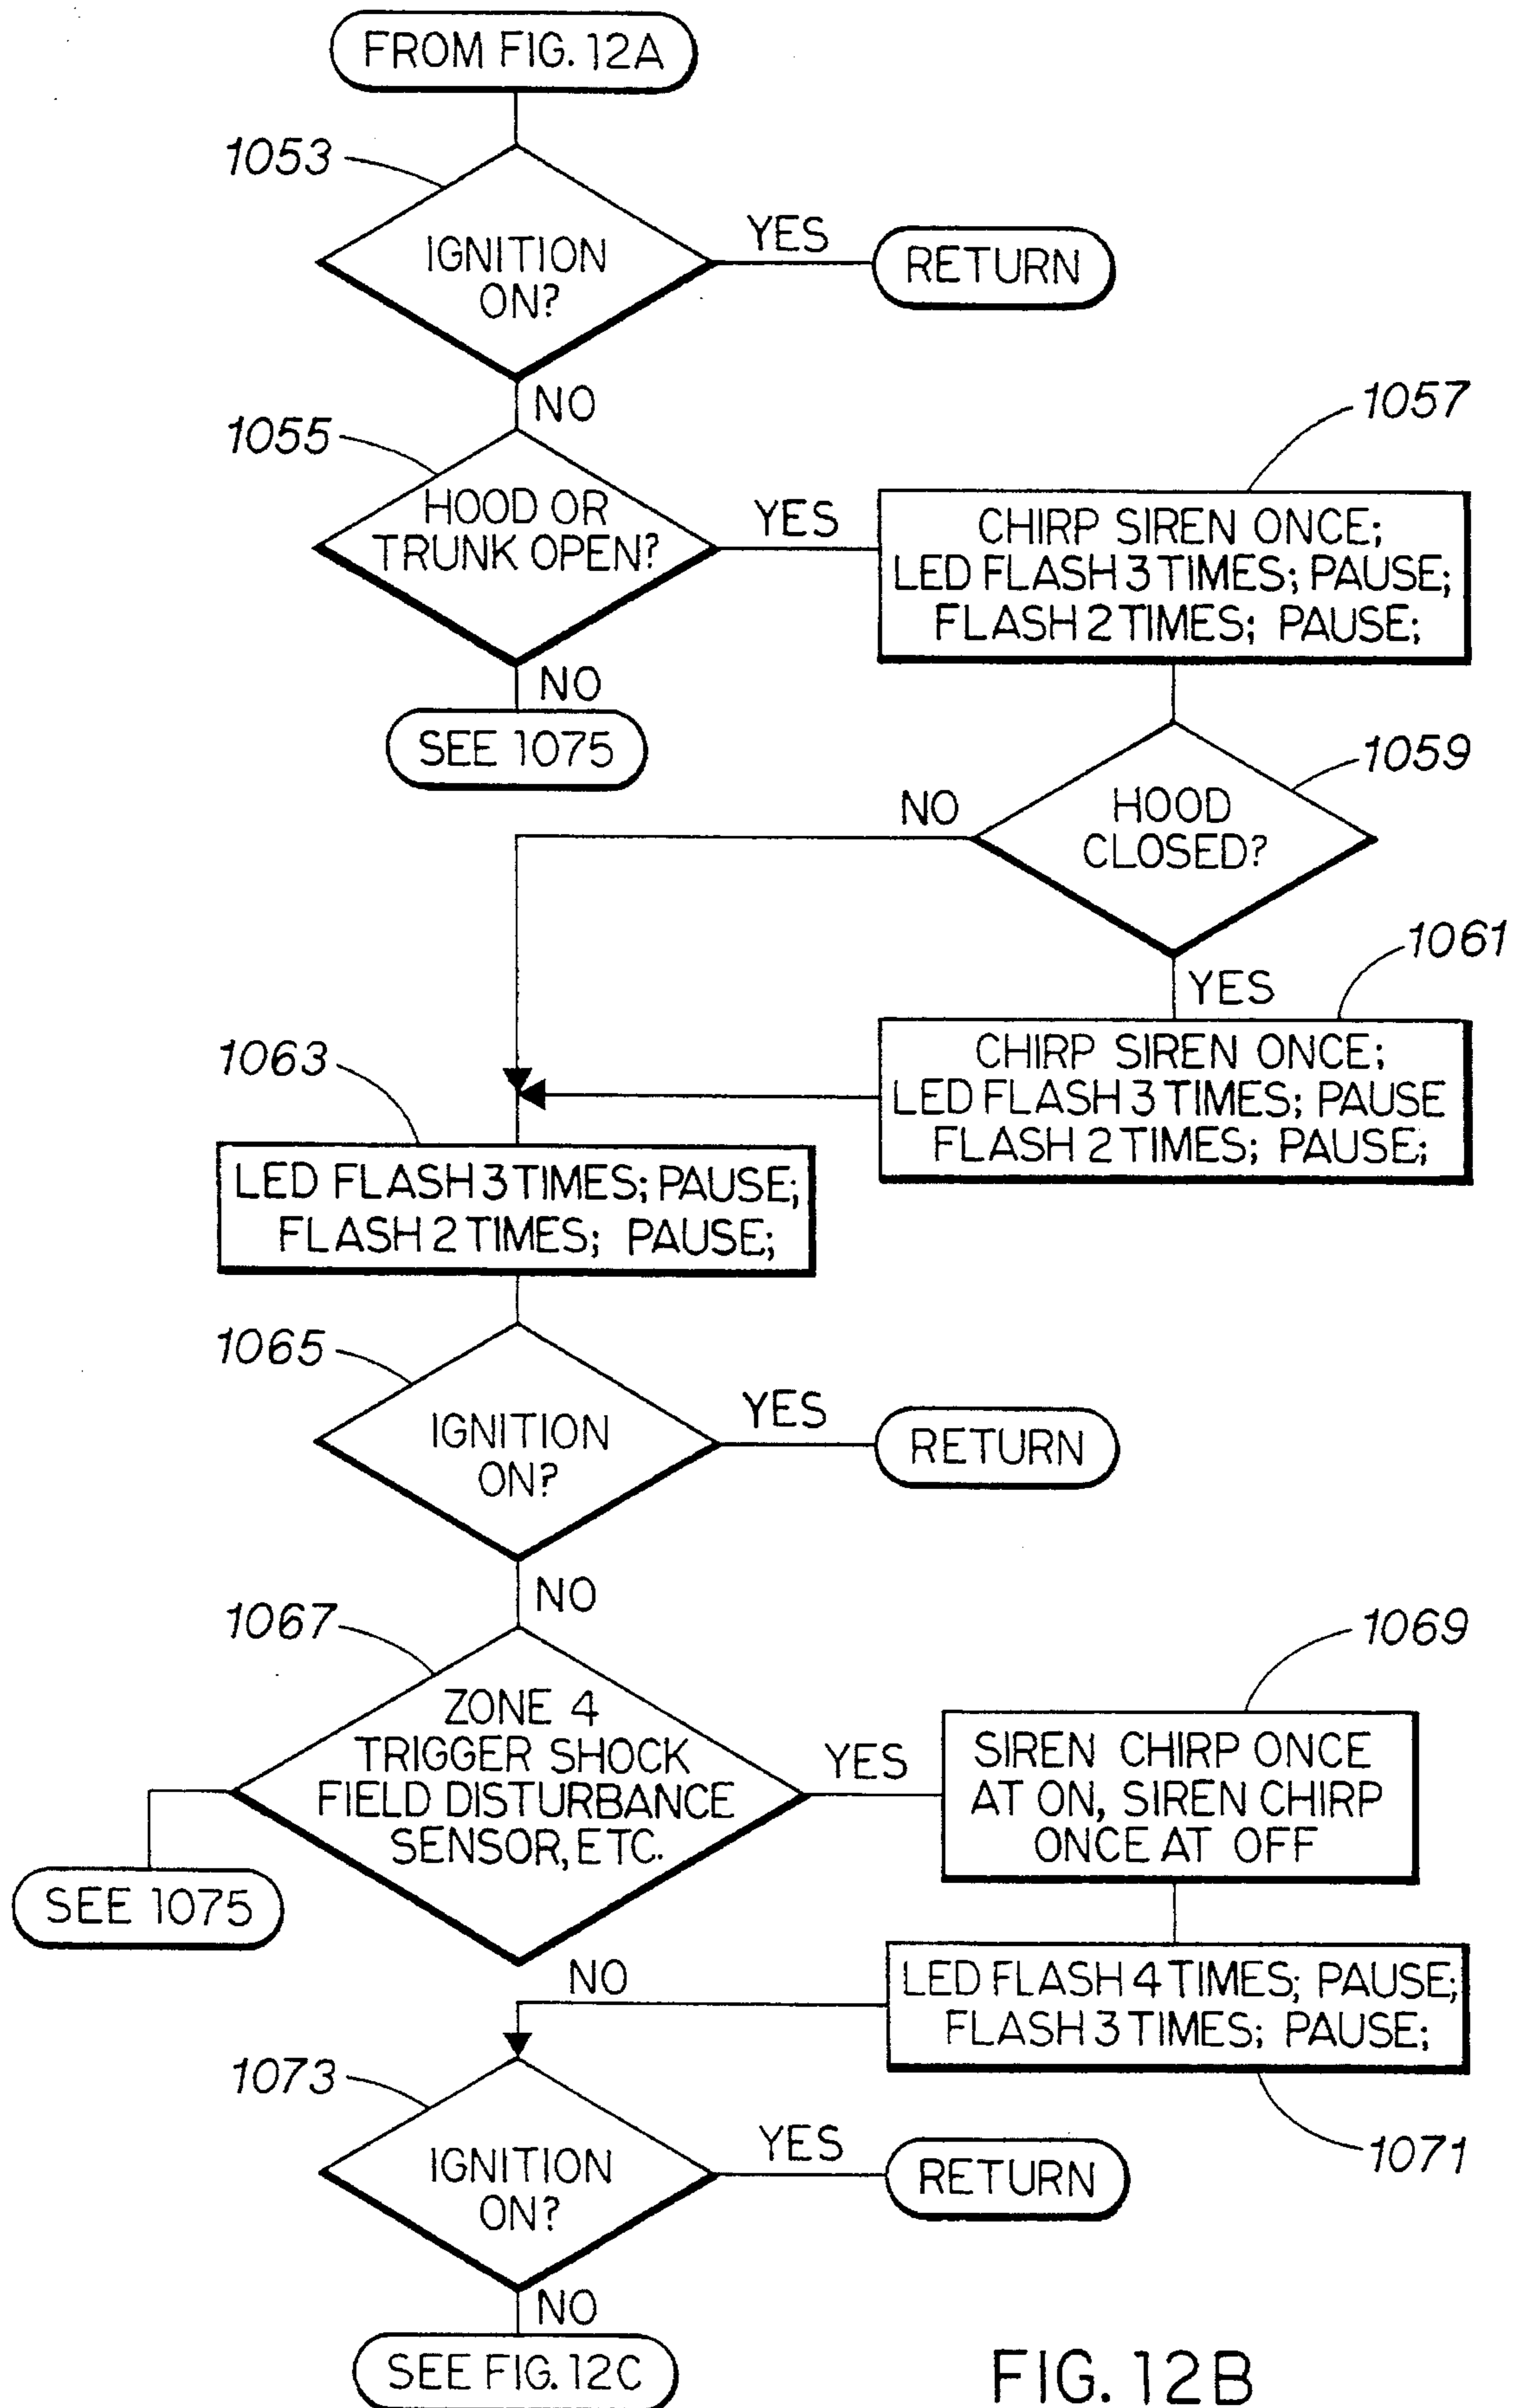 FROM FIG. 12A
1053
IGNITION
ON?
YES
RETURN
NO
1055
HOOD OR
TRUNK OPEN?
YES
1057
CHIRP SIREN ONCE;
LED FLASH 3 TIMES; PAUSE;
FLASH 2 TIMES; PAUSE;
NO
SEE 1075
1059
HOOD
CLOSED?
NO
YES
1061
CHIRP SIREN ONCE;
LED FLASH 3 TIMES; PAUSE
FLASH 2 TIMES; PAUSE;
1063
LED FLASH 3 TIMES; PAUSE;
FLASH 2 TIMES; PAUSE;
1065
IGNITION
ON?
YES
RETURN
NO
1067
ZONE 4
TRIGGER SHOCK
FIELD DISTURBANCE
SENSOR, ETC.
YES
1069
SIREN CHIRP ONCE
AT ON, SIREN CHIRP
ONCE AT OFF
SEE 1075
NO
LED FLASH 4 TIMES; PAUSE;
FLASH 3 TIMES; PAUSE;
1071
1073
IGNITION
ON?
YES
RETURN
NO
SEE FIG. 12C
FIG. 12B